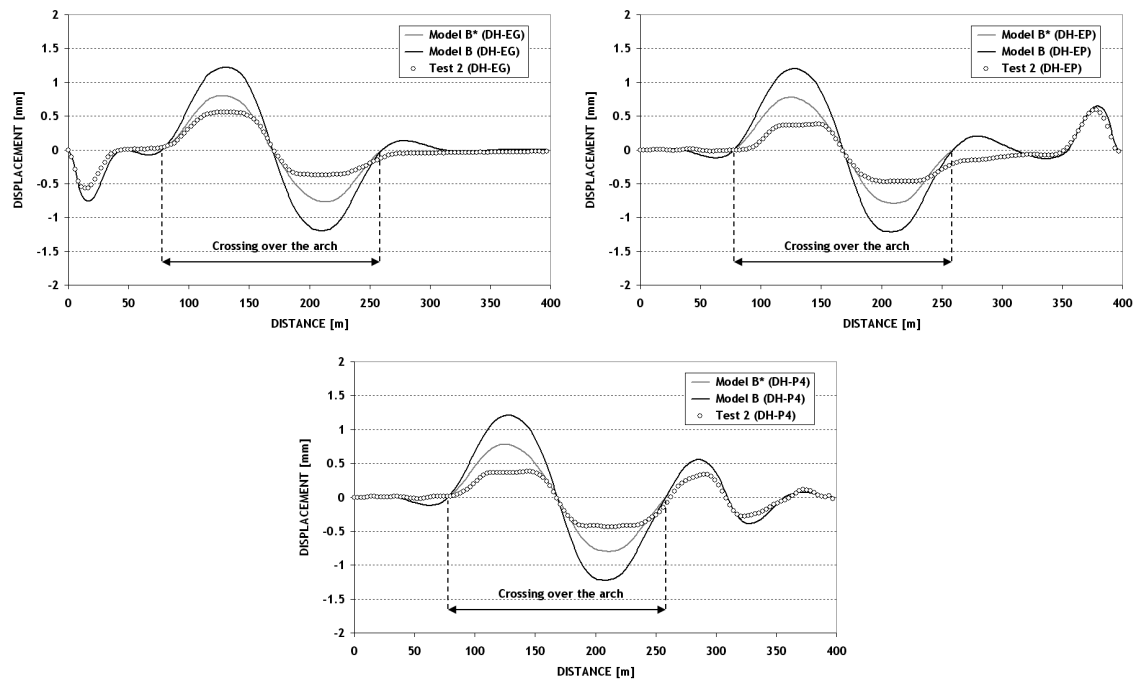 2
1.5
1
0.5
0
-0.5
-1
-1.5
-2
DISPLACEMENT [mm]
Model B* (DH-EG)
Model B (DH-EG)
Test 2 (DH-EG)
Crossing over the arch
0 50 100 150 200 250 300 350 400
DISTANCE [m]
2
1.5
1
0.5
0
-0.5
-1
-1.5
-2
DISPLACEMENT [mm]
Model B* (DH-EP)
Model B (DH-EP)
Test 2 (DH-EP)
Crossing over the arch
0 50 100 150 200 250 300 350 400
DISTANCE [m]
2
1.5
1
0.5
0
-0.5
-1
-1.5
-2
DISPLACEMENT [mm]
Model B* (DH-P4)
Model B (DH-P4)
Test 2 (DH-P4)
Crossing over the arch
0 50 100 150 200 250 300 350 400
DISTANCE [m]